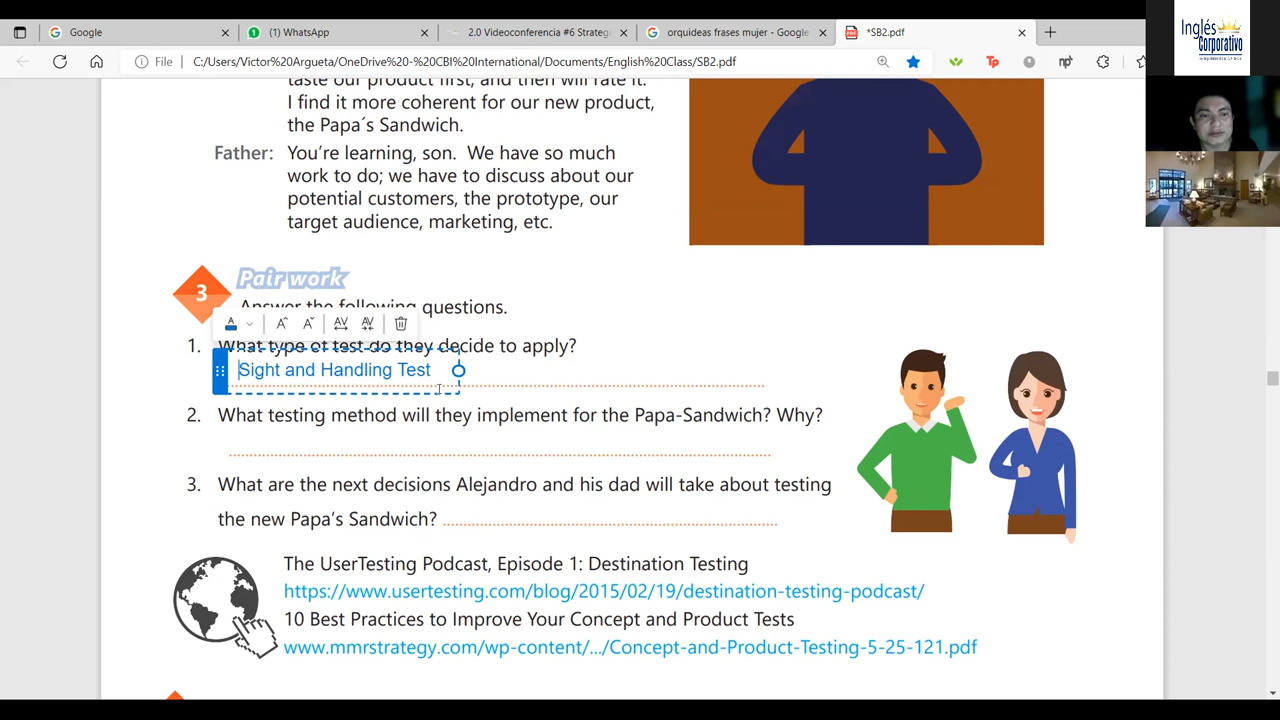 Google
(1) WhatsApp
2.0 Videoconferencia #6 Strateg
orquideas frases mujer - Google
*SB2.pdf
File
C:/Users/Victor%20Argueta/OneDrive%20-%20CBI%20International/Documents/English%20Class/SB2.pdf
Inglés
Corporativo
taste our product first, and then will rate it.
I find it more coherent for our new product,
the Papa´s Sandwich.
Father: You're learning, son. We have so much
work to do; we have to discuss about our
potential customers, the prototype, our
target audience, marketing, etc.
3 Pair work
Answer the following questions.
1. What type of test do they decide to apply?
Sight and Handling Test
2. What testing method will they implement for the Papa-Sandwich? Why?
3. What are the next decisions Alejandro and his dad will take about testing
the new Papa's Sandwich?
The UserTesting Podcast, Episode 1: Destination Testing
https://www.usertesting.com/blog/2015/02/19/destination-testing-podcast/
10 Best Practices to Improve Your Concept and Product Tests
www.mmrstrategy.com/wp-content/.../Concept-and-Product-Testing-5-25-121.pdf